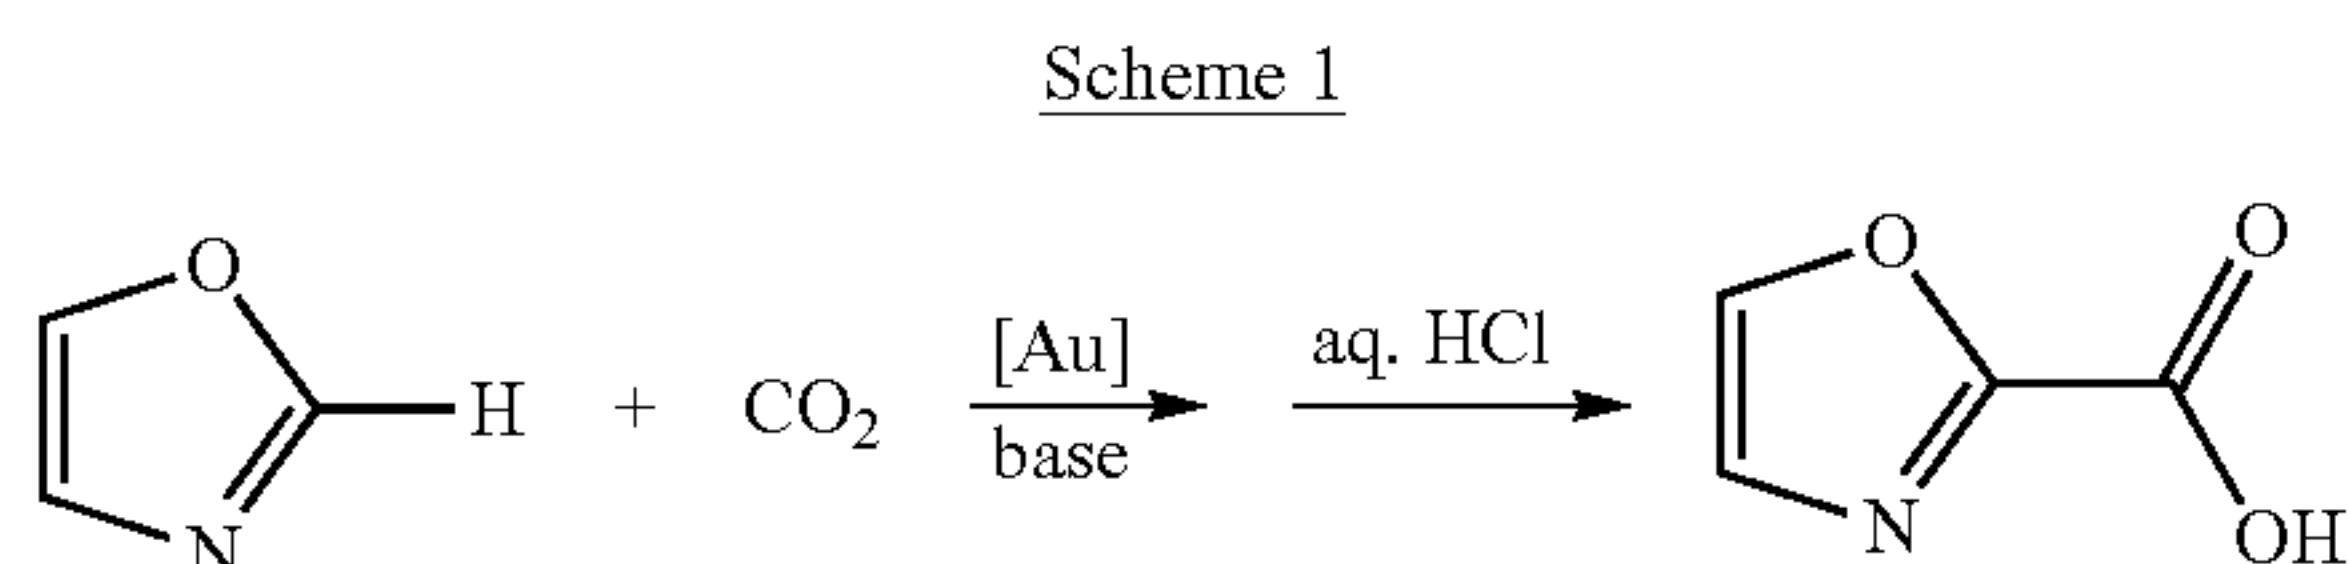 Scheme 1
O
H + CO₂ [Au] base aq. HCl
N
O
O
N
OH